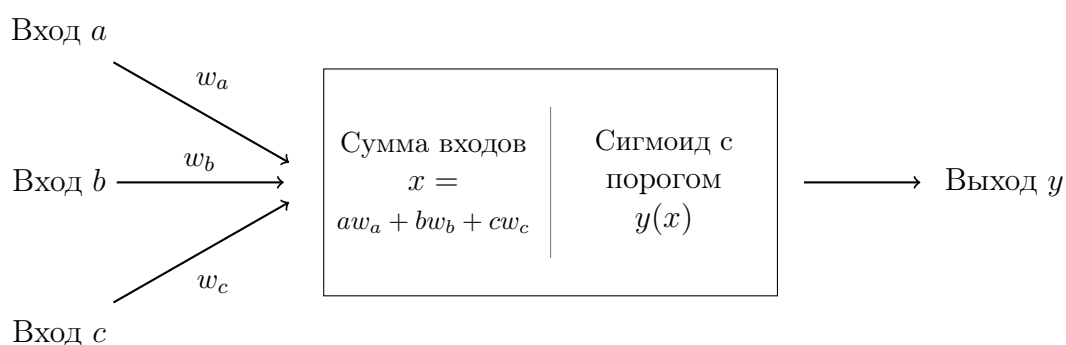 Вход a
w_a
Вход b
w_b
Вход c
w_c
Сумма входов
x =
aw_a + bw_b + cw_c
Сигмоид с
порогом
y(x)
Выход y